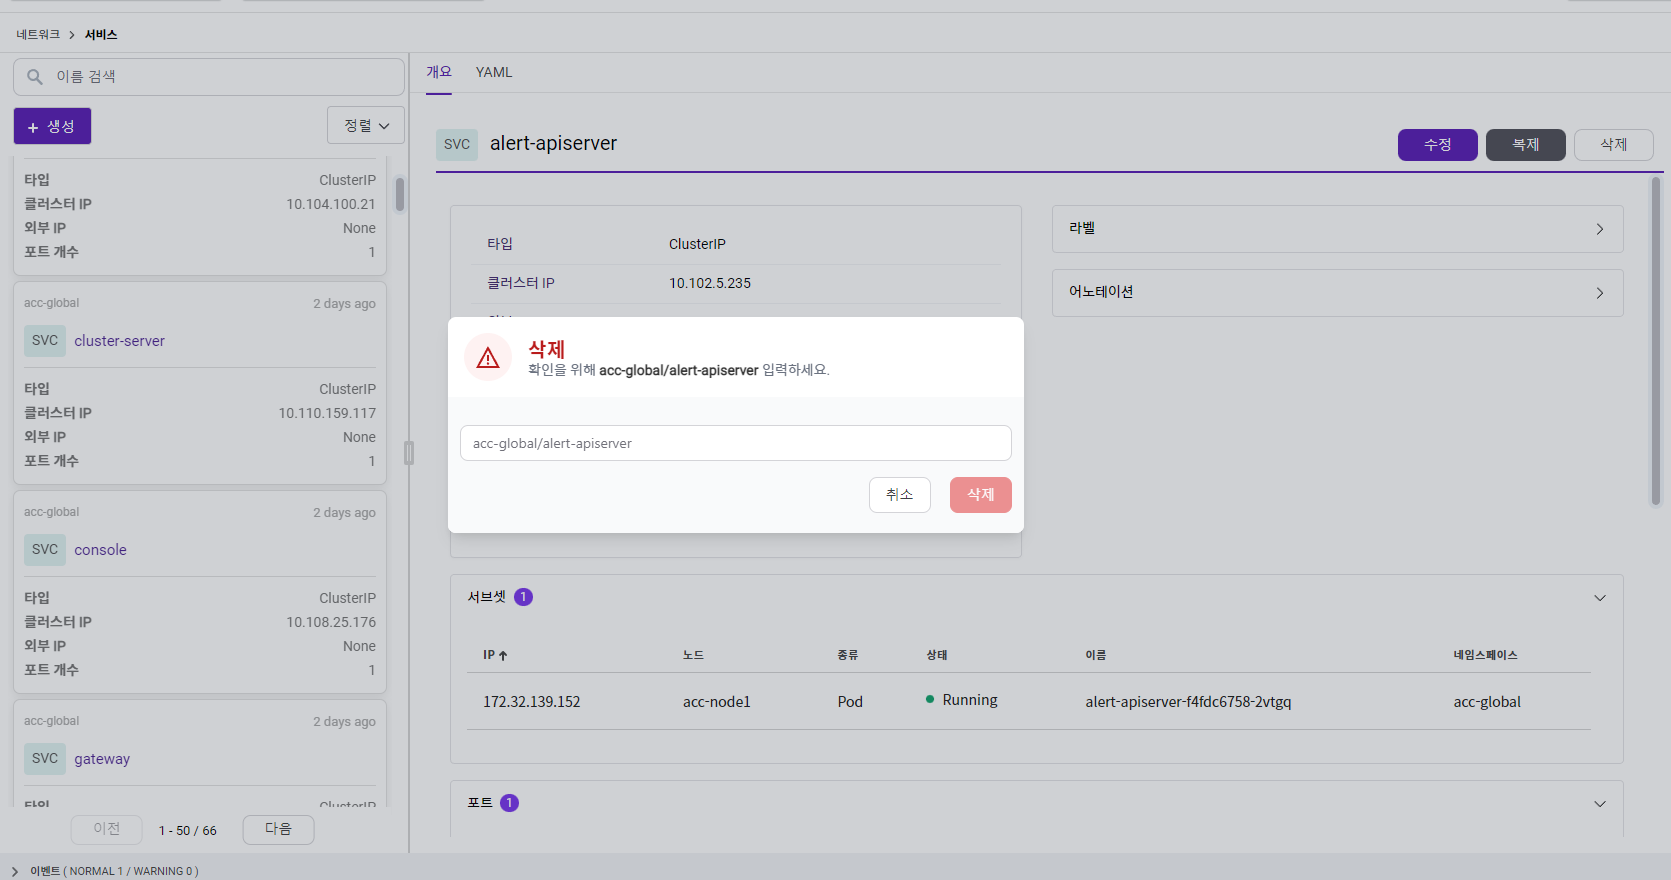 네트워크 > 서비스
이름 검색
+ 생성
정렬
타입 ClusterIP
클러스터 IP 10.104.100.21
외부 IP None
포트 개수 1
acc-global 2 days ago
SVC cluster-server
타입 ClusterIP
클러스터 IP 10.110.159.117
외부 IP None
포트 개수 1
acc-global 2 days ago
SVC console
타입 ClusterIP
클러스터 IP 10.108.25.176
외부 IP None
포트 개수 1
acc-global 2 days ago
SVC gateway
타입 ClusterIP
이전 1 - 50 / 66 다음
개요 YAML
SVC alert-apiserver
수정 복제 삭제
타입 ClusterIP
클러스터 IP 10.102.5.235
라벨
어노테이션
삭제
확인을 위해 acc-global/alert-apiserver 입력하세요.
acc-global/alert-apiserver
취소 삭제
서브셋 1
IP 노드 종류 상태 이름 네임스페이스
172.32.139.152 acc-node1 Pod Running alert-apiserver-f4fdc6758-2vtgq acc-global
포트 1
이벤트 ( NORMAL 1 / WARNING 0 )